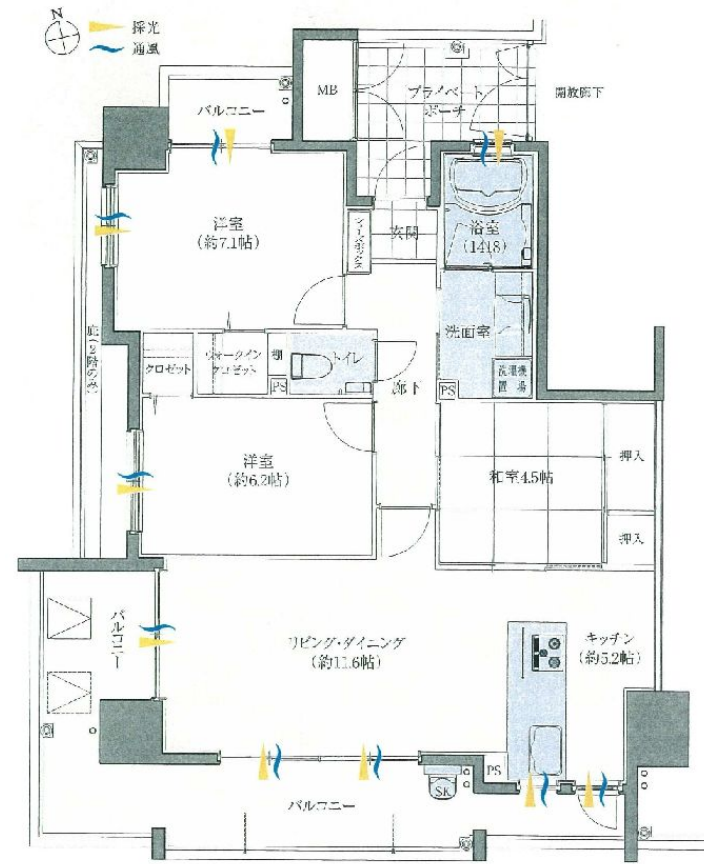 N
採光
通風
MB
プライベート
ポーチ
開放廊下
バルコニー
洋室
(約7.1帖)
シューズボックス
玄関
浴室
(1418)
洗面室
庇(2階のみ)
クロゼット
ウォークイン
クロゼット
棚
トイレ
PS
廊下
PS
洗濯機
置場
洋室
(約6.2帖)
和室4.5帖
押入
押入
バルコニー
リビング・ダイニング
(約11.6帖)
キッチン
(約5.2帖)
PS
SK
バルコニー